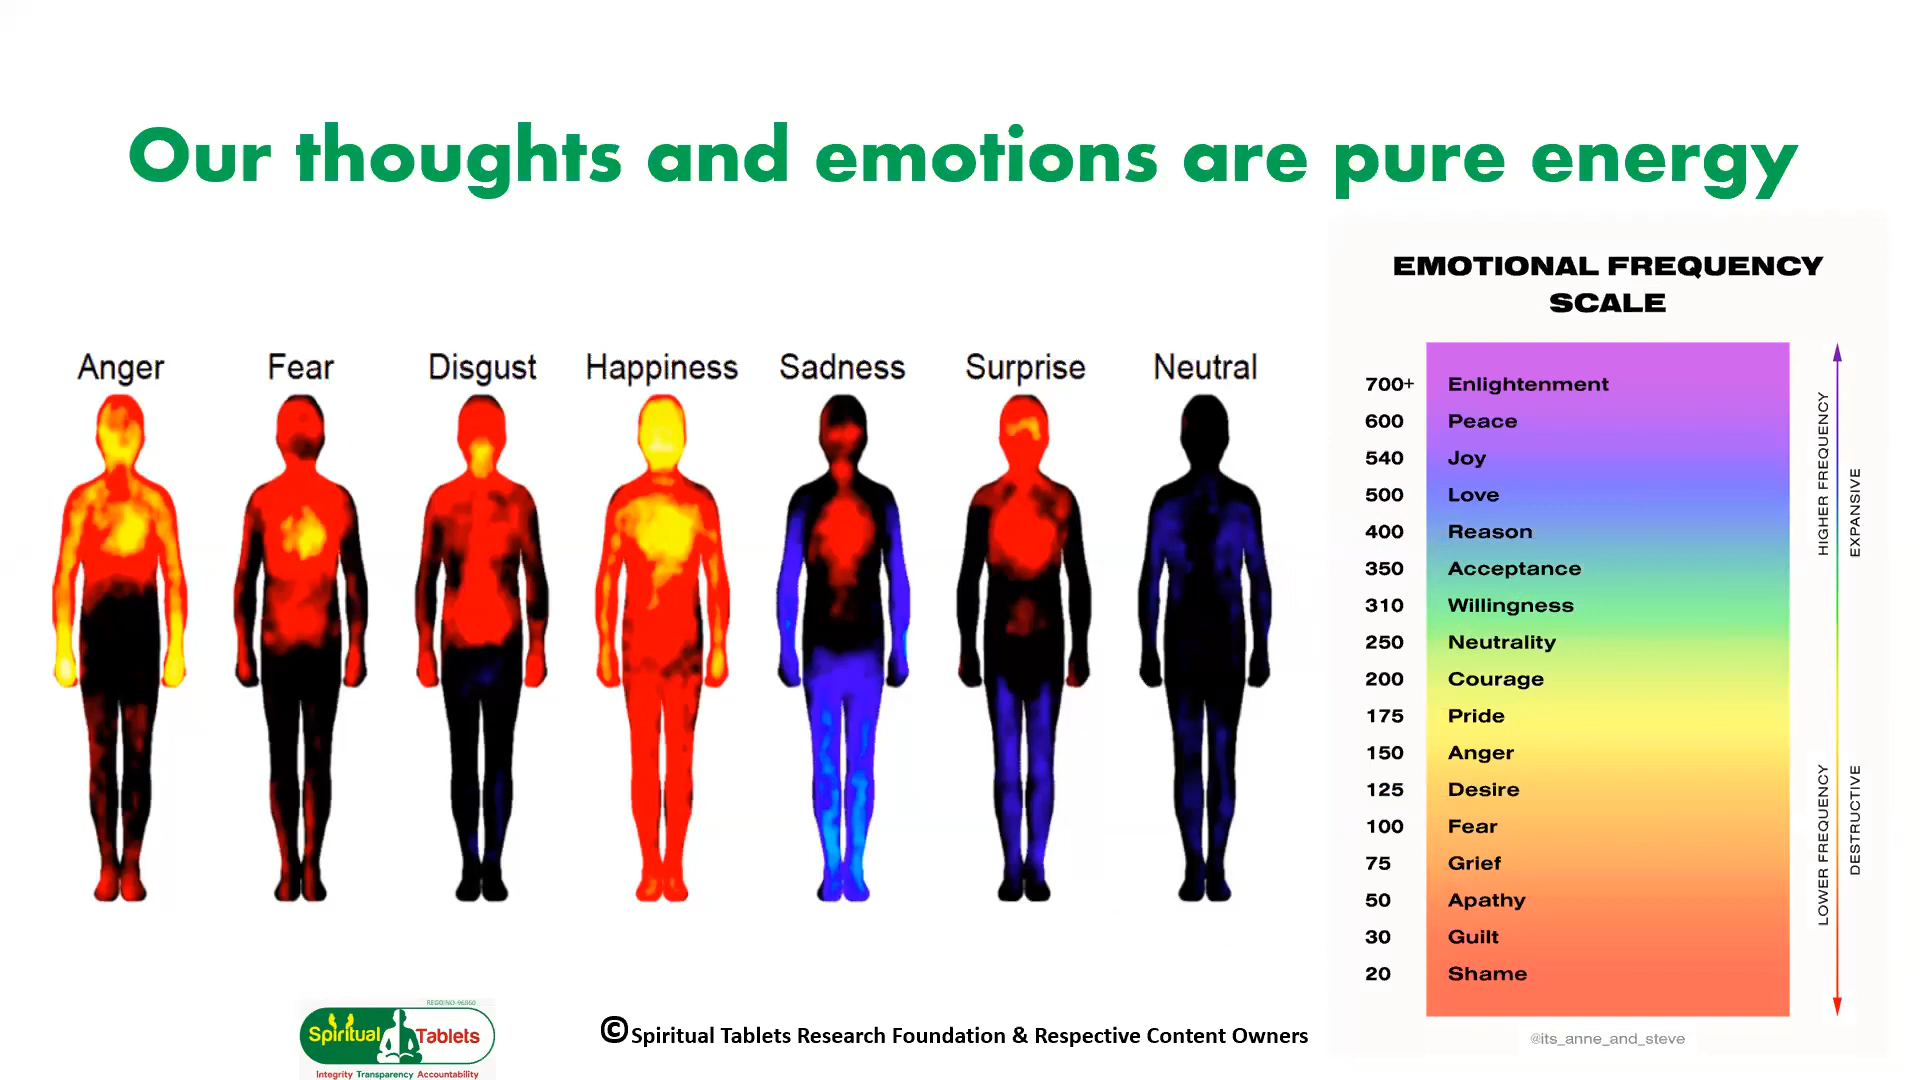 Our thoughts and emotions are pure energy
Anger
Fear
Disgust
Happiness
Sadness
Surprise
Neutral
EMOTIONAL FREQUENCY
SCALE
700+ Enlightenment
600 Peace
540 Joy
500 Love
400 Reason
350 Acceptance
310 Willingness
250 Neutrality
200 Courage
175 Pride
150 Anger
125 Desire
100 Fear
75 Grief
50 Apathy
30 Guilt
20 Shame
HIGHER FREQUENCY
EXPANSIVE
LOWER FREQUENCY
DESTRUCTIVE
@its_anne_and_steve
Spiritual Tablets
Integrity Transparency Accountability
©Spiritual Tablets Research Foundation & Respective Content Owners